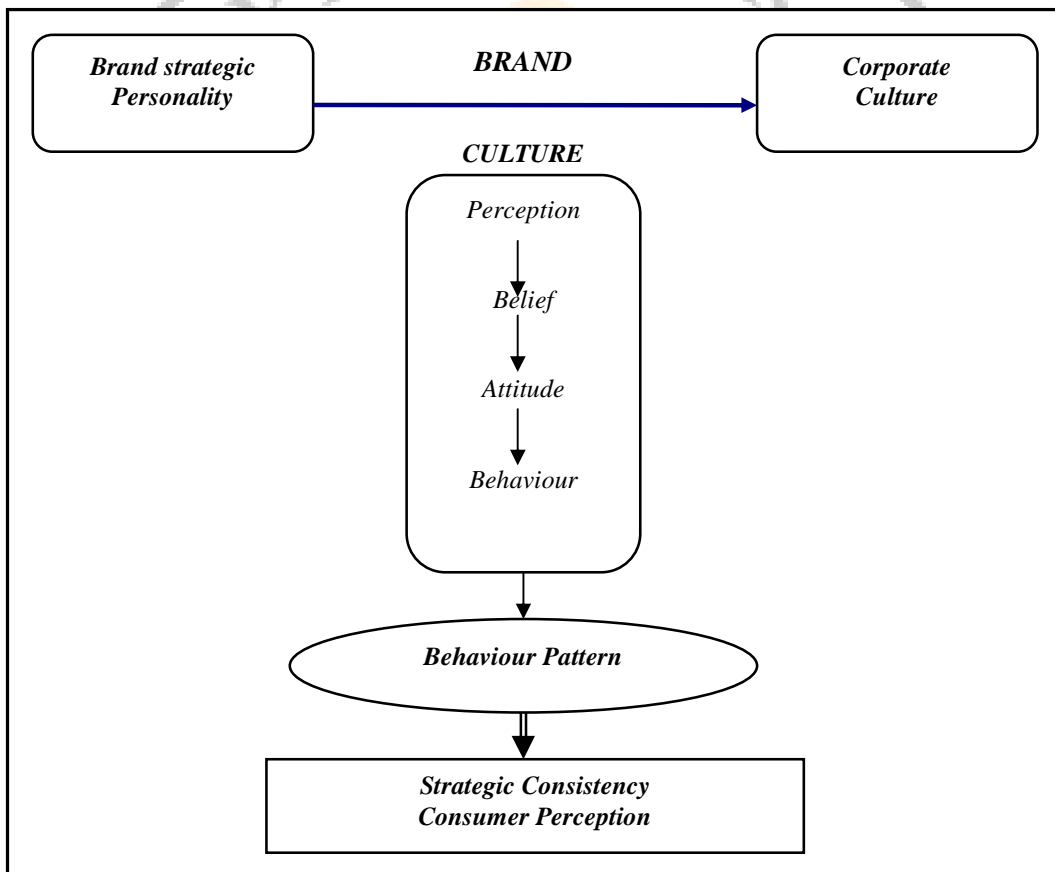 Brand strategic
Personality
BRAND
Corporate
Culture
CULTURE
Perception
Belief
Attitude
Behaviour
Behaviour Pattern
Strategic Consistency
Consumer Perception